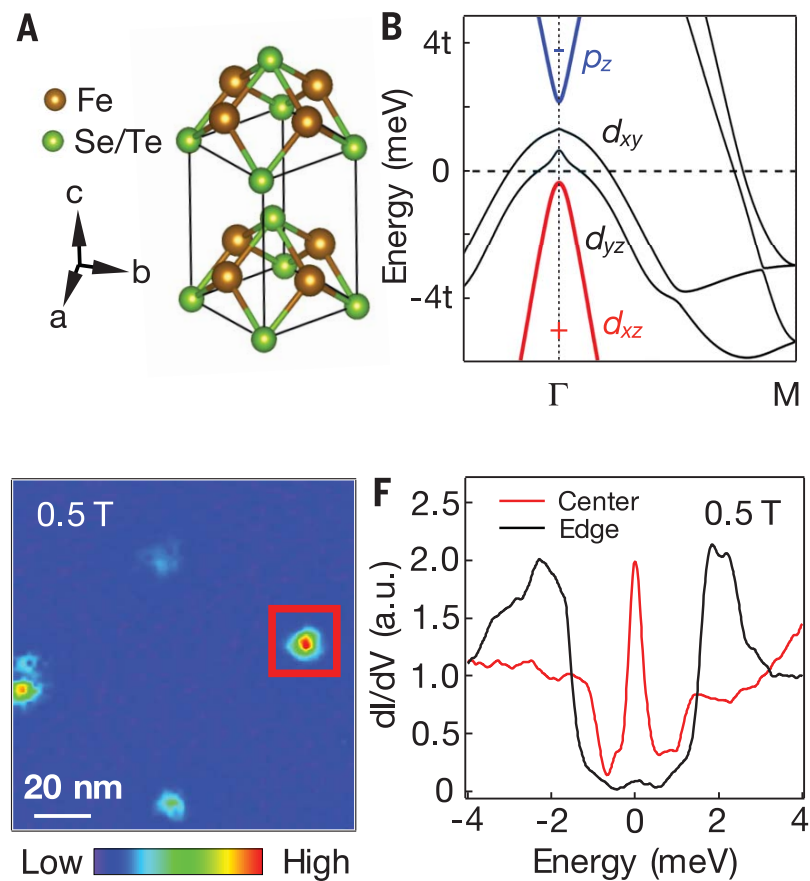 A
Fe
Se/Te
c
b
a
B
Energy (meV)
4t
0
-4t
-
p_z
d_xy
d_yz
+
d_xz
Γ
M
0.5 T
20 nm
Low
High
F
dI/dV (a.u.)
2.5
2.0
1.5
1.0
0.5
0
Center
Edge
0.5 T
-4
-2
0
2
4
Energy (meV)